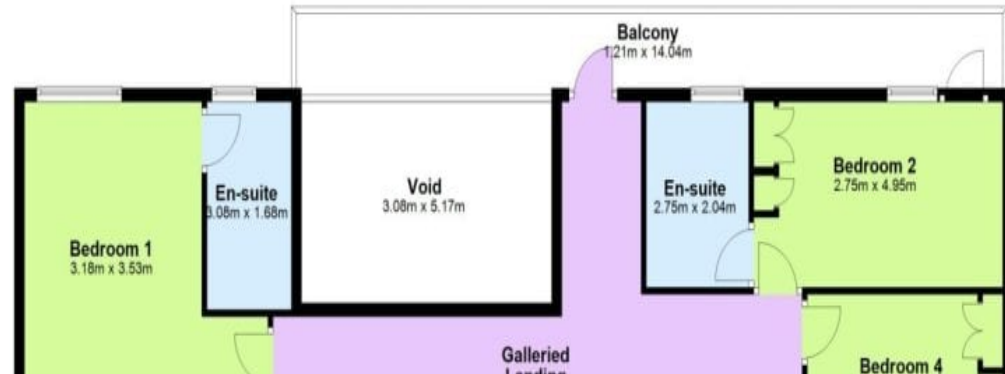 Balcony
1.21m x 14.04m
Bedroom 2
2.75m x 4.95m
Void
3.08m x 5.17m
En-suite
2.75m x 2.04m
En-suite
3.08m x 1.68m
Bedroom 1
3.18m x 3.53m
Galleried
Landing
Bedroom 4